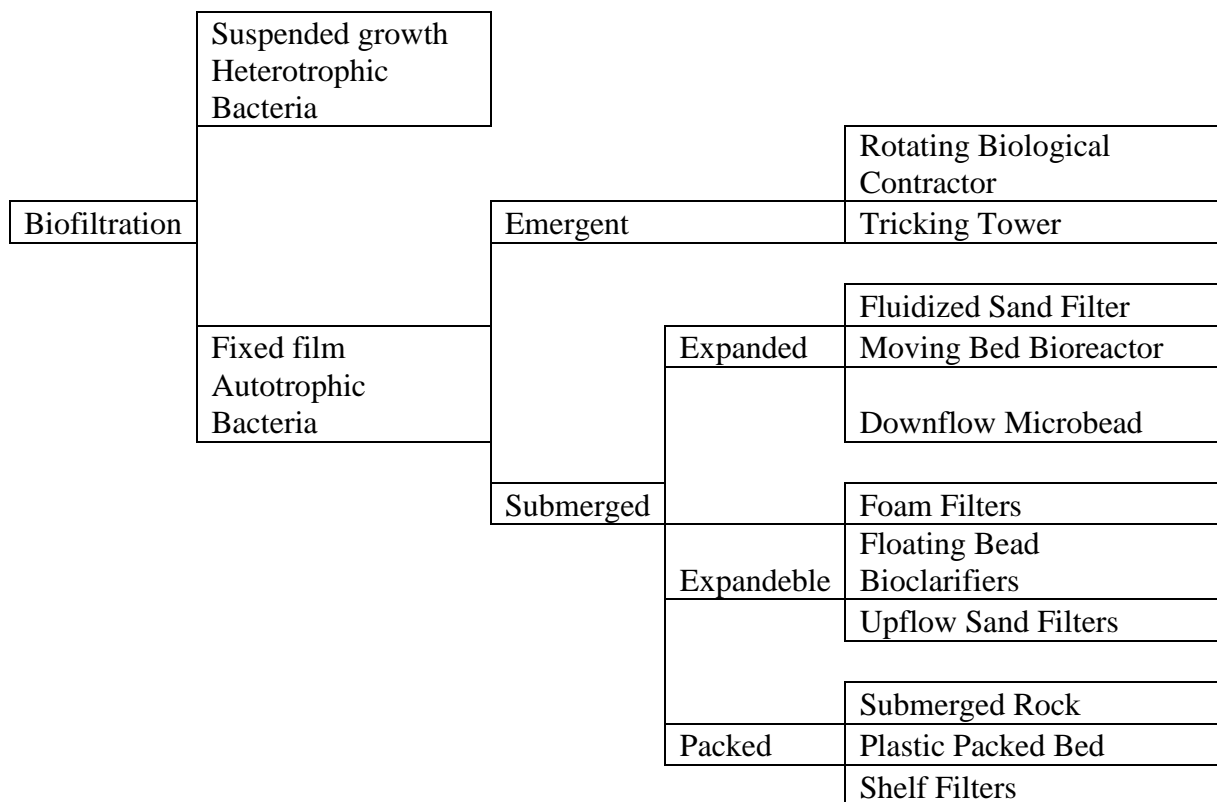 Suspended growth
Heterotrophic
Bacteria
Rotating Biological
Contractor
Biofiltration
Emergent
Tricking Tower
Fluidized Sand Filter
Fixed film
Autotrophic
Bacteria
Expanded
Moving Bed Bioreactor
Downflow Microbead
Submerged
Foam Filters
Expandeble
Floating Bead
Bioclarifiers
Upflow Sand Filters
Submerged Rock
Packed
Plastic Packed Bed
Shelf Filters